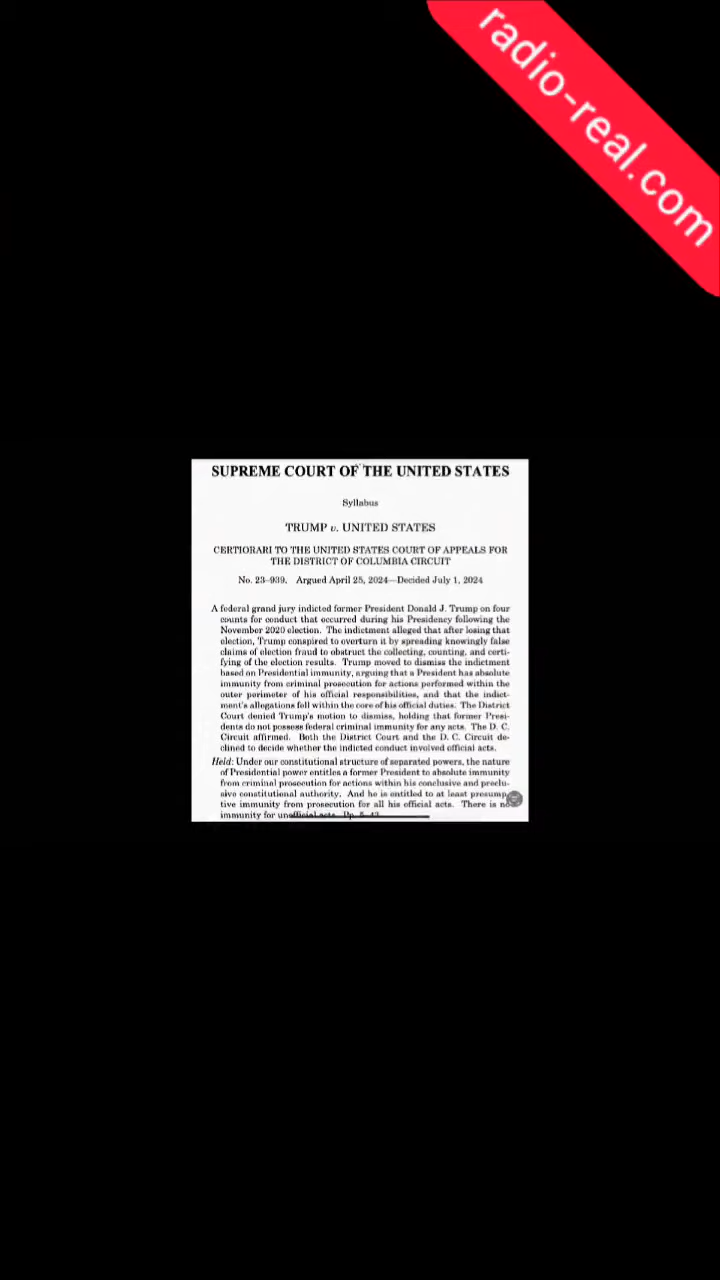 radio-real.com
SUPREME COURT OF THE UNITED STATES
Syllabus
TRUMP v. UNITED STATES
CERTIORARI TO THE UNITED STATES COURT OF APPEALS FOR
THE DISTRICT OF COLUMBIA CIRCUIT
No. 23–939. Argued April 25, 2024—Decided July 1, 2024
A federal grand jury indicted former President Donald J. Trump on four
counts for conduct that occurred during his Presidency following the
November 2020 election. The indictment alleged that after losing that
election, Trump conspired to overturn it by spreading knowingly false
claims of election fraud to obstruct the collecting, counting, and certi-
fying of the election results. Trump moved to dismiss the indictment
based on Presidential immunity, arguing that a President has absolute
immunity from criminal prosecution for actions performed within the
outer perimeter of his official responsibilities, and that the indict-
ment's allegations fell within the core of his official duties. The District
Court denied Trump's motion to dismiss, holding that former Presi-
dents do not possess federal criminal immunity for any acts. The D. C.
Circuit affirmed. Both the District Court and the D. C. Circuit de-
clined to decide whether the indicted conduct involved official acts.
Held: Under our constitutional structure of separated powers, the nature
of Presidential power entitles a former President to absolute immunity
from criminal prosecution for actions within his conclusive and preclu-
sive constitutional authority. And he is entitled to at least presump
tive immunity from prosecution for all his official acts. There is no
immunity for unofficial acts. Pp.